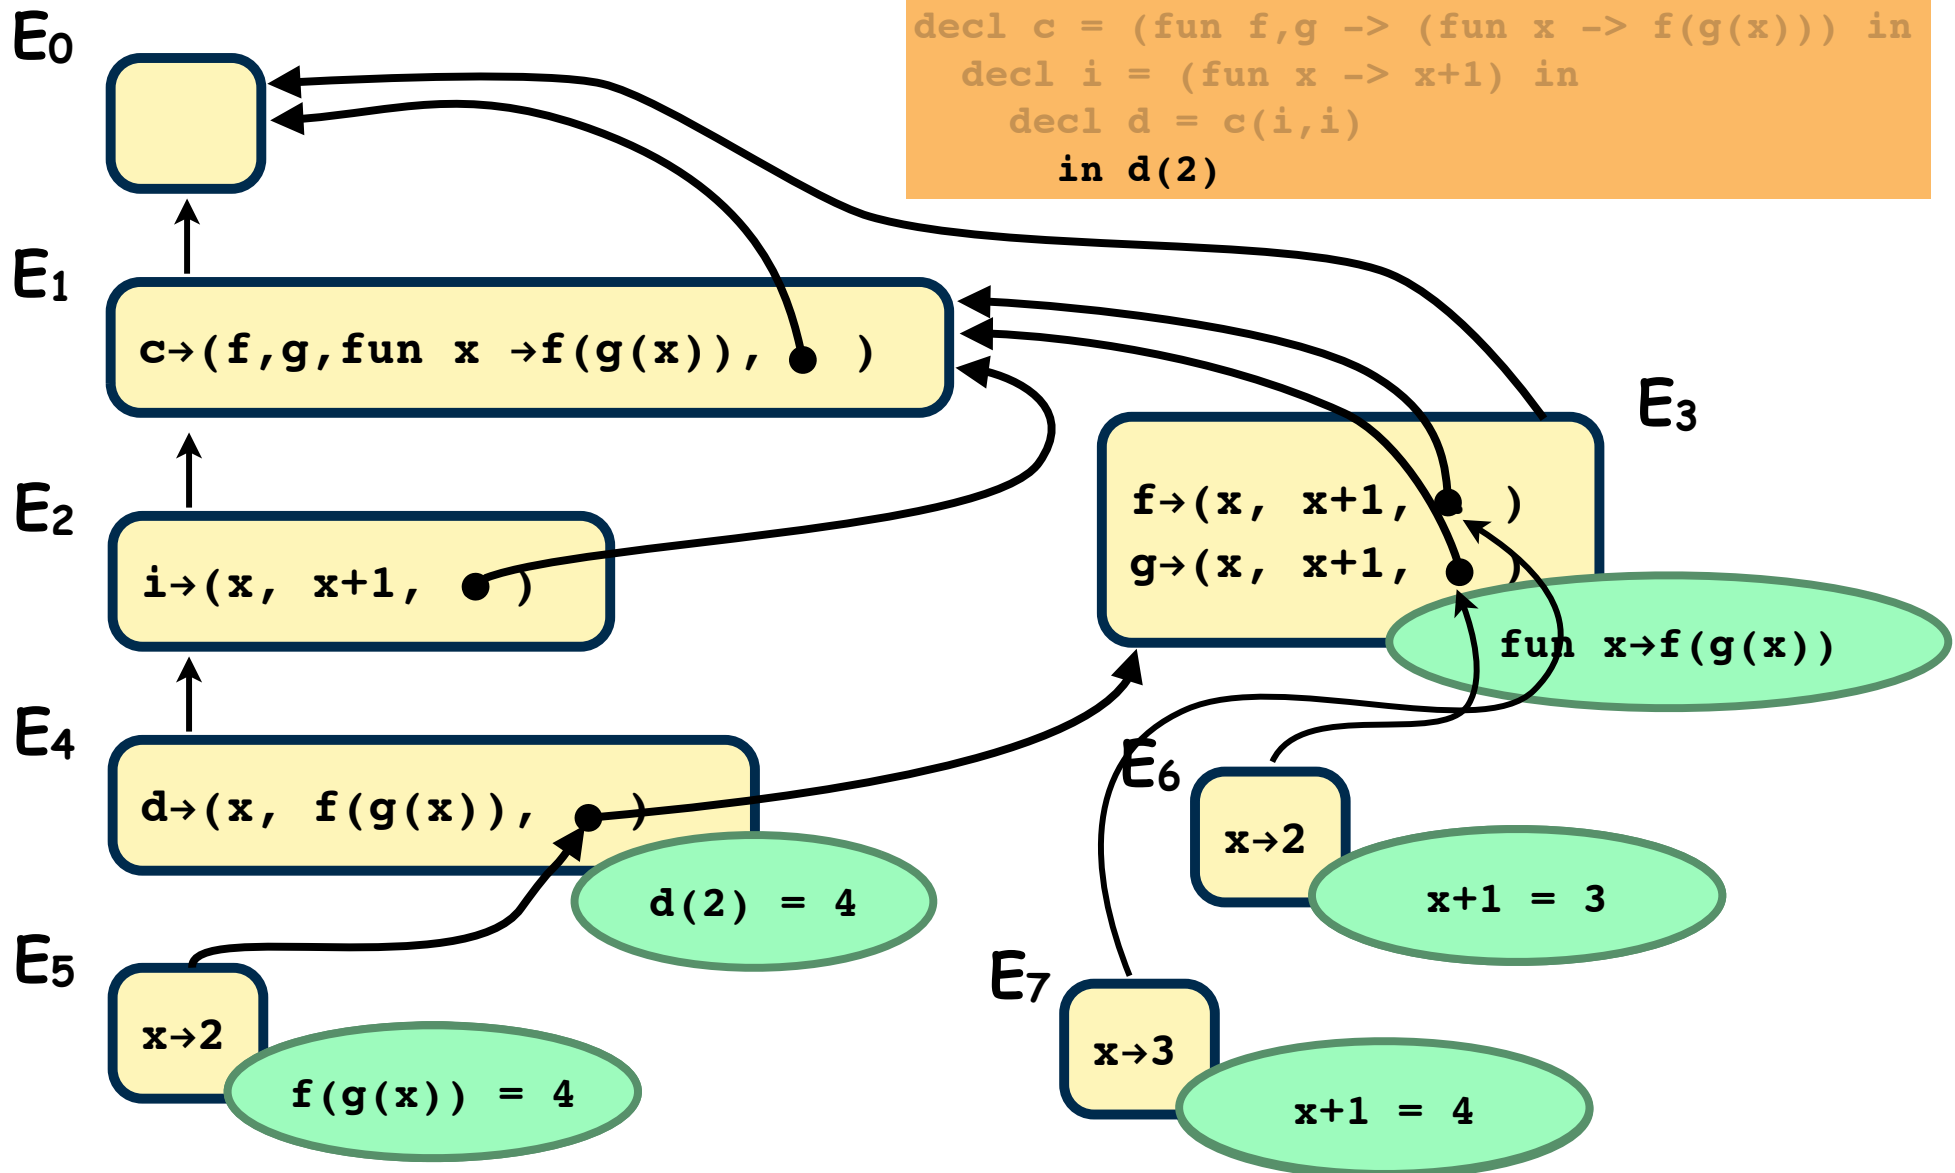 E0
decl c = (fun f,g -> (fun x -> f(g(x))) in
decl i = (fun x -> x+1) in
decl d = c(i,i)
in d(2)
E1
c→(f,g,fun x →f(g(x)), )
E3
f→(x, x+1, )
g→(x, x+1, )
fun x→f(g(x))
E2
i→(x, x+1, )
E4
d→(x, f(g(x)), )
d(2) = 4
E6
x→2
x+1 = 3
E5
x→2
f(g(x)) = 4
E7
x→3
x+1 = 4